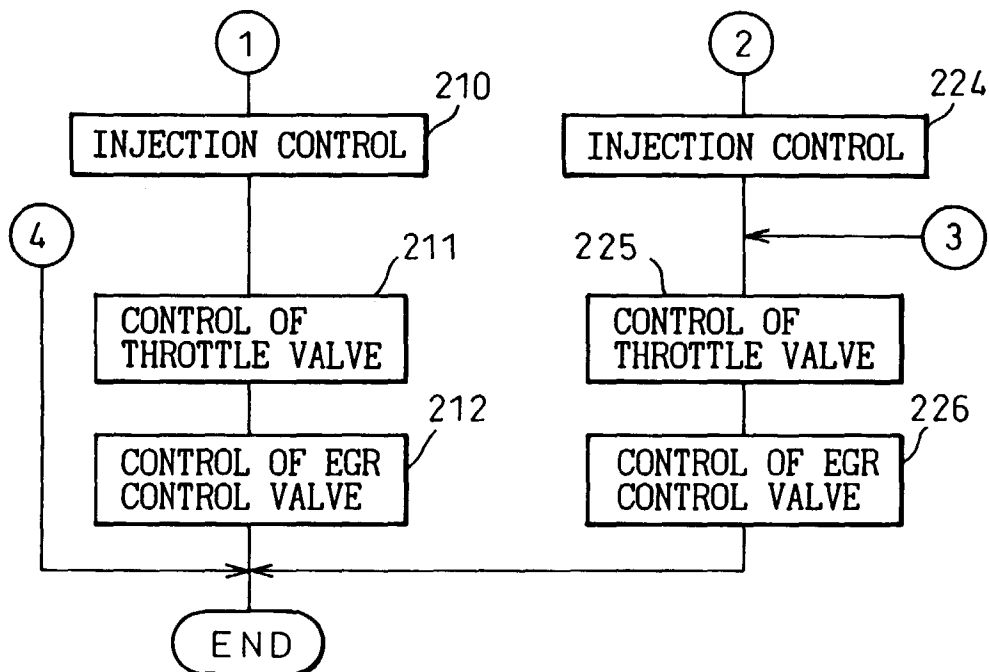 1
2
210
224
INJECTION CONTROL
INJECTION CONTROL
4
3
211
225
CONTROL OF
THROTTLE VALVE
CONTROL OF
THROTTLE VALVE
212
226
CONTROL OF EGR
CONTROL VALVE
CONTROL OF EGR
CONTROL VALVE
END